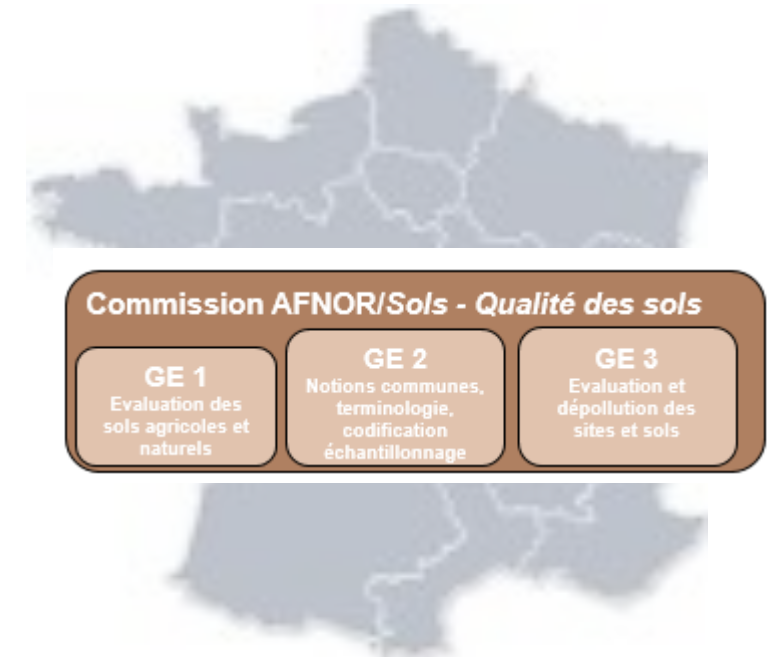 Commission AFNOR/Sols - Qualité des sols
GE 1
Evaluation des
sols agricoles et
naturels
GE 2
Notions communes,
terminologie,
codification
échantillonnage
GE 3
Evaluation et
dépollution des
sites et sols